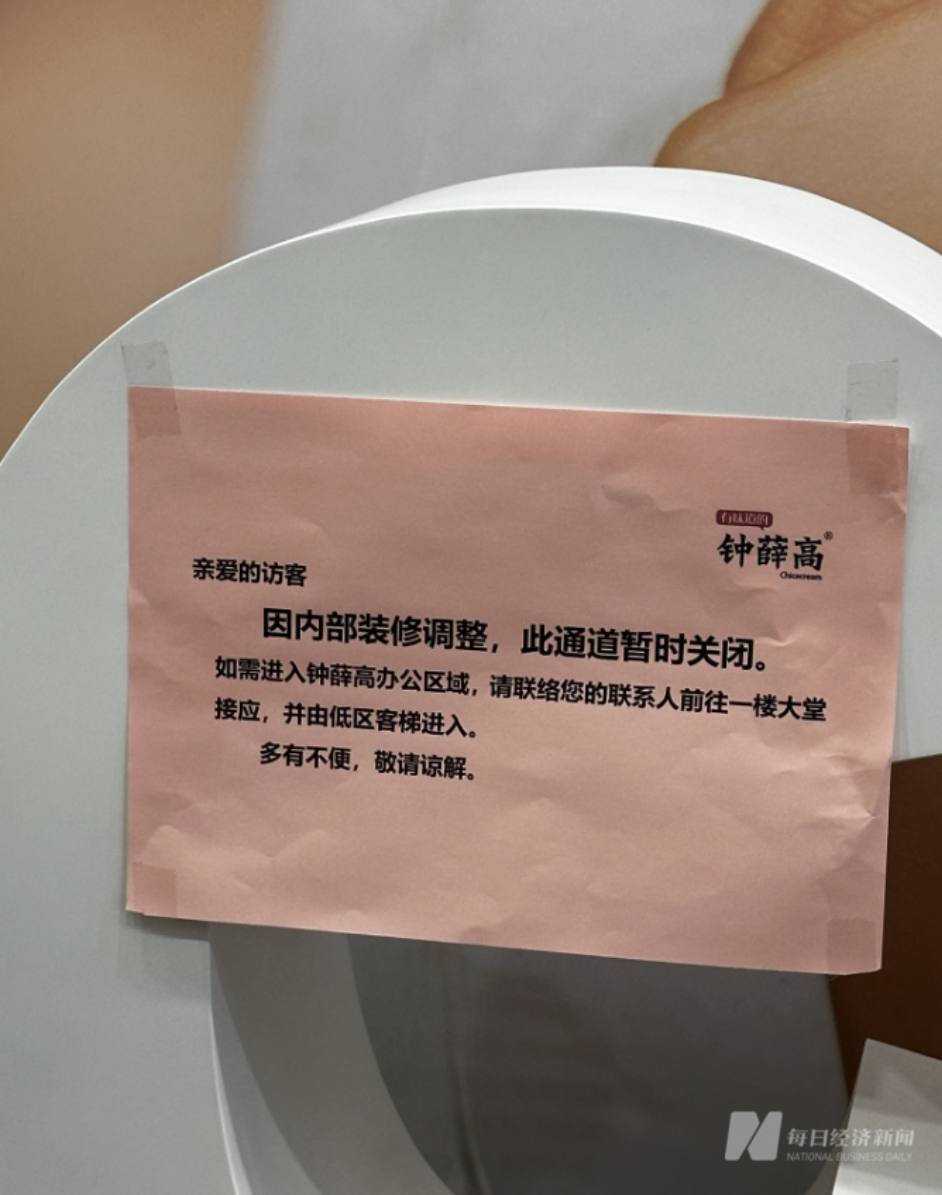 有味道的
钟薛高®
Chicecream
亲爱的访客
因内部装修调整，此通道暂时关闭。
如需进入钟薛高办公区域，请联络您的联系人前往一楼大堂
接应，并由低区客梯进入。
多有不便，敬请谅解。
每日经济新闻
NATIONAL BUSINESS DAILY